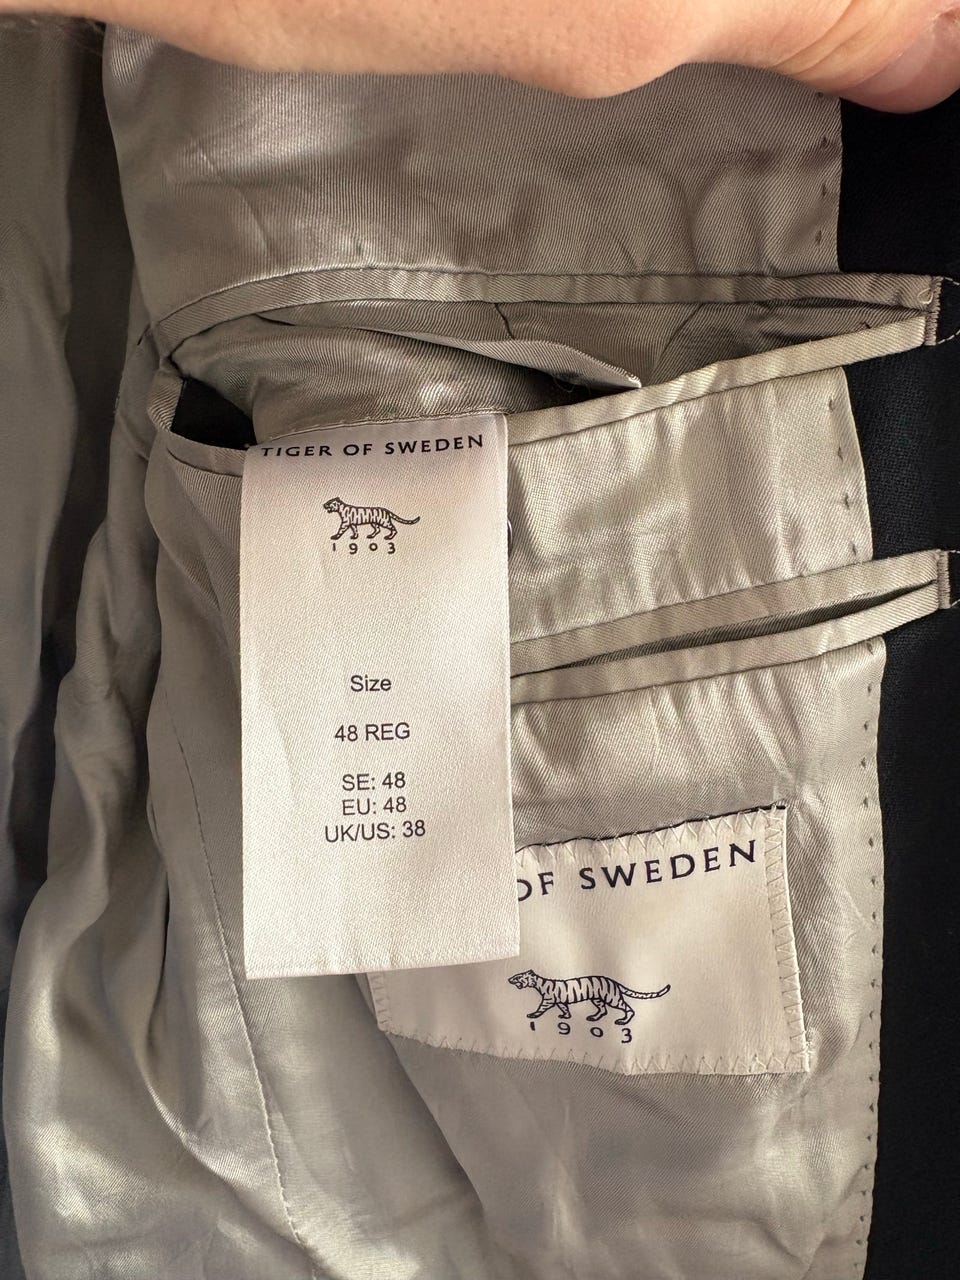 TIGER OF SWEDEN
1903
Size
48 REG
SE: 48
EU: 48
UK/US: 38
OF SWEDEN
1903